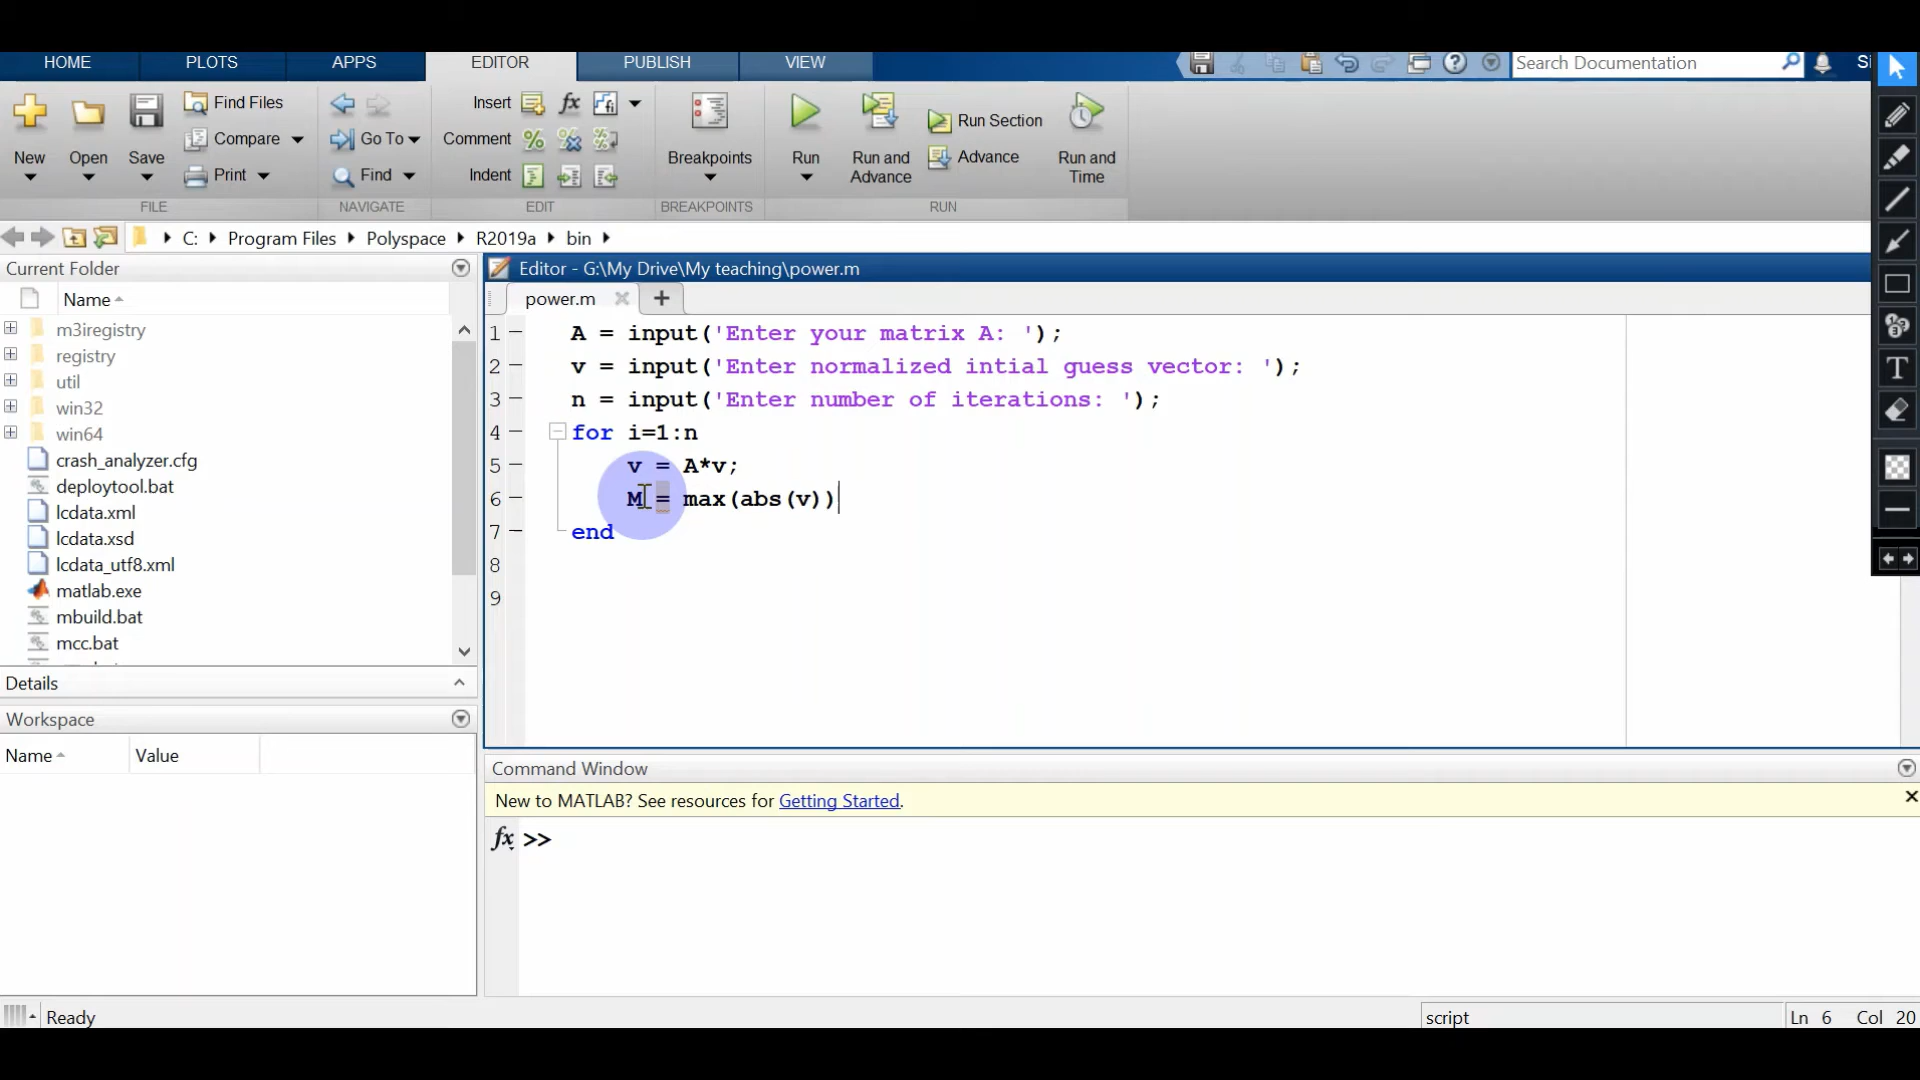 HOME PLOTS APPS EDITOR PUBLISH VIEW Search Documentation Si
New Open Save Find Files Compare Print FILE
Go To Find NAVIGATE
Insert fx Comment Indent EDIT
Breakpoints BREAKPOINTS
Run Run and Advance Run Section Advance Run and Time RUN
C: Program Files Polyspace R2019a bin
Current Folder
Name
m3iregistry
registry
util
win32
win64
crash_analyzer.cfg
deploytool.bat
lcdata.xml
lcdata.xsd
lcdata_utf8.xml
matlab.exe
mbuild.bat
mcc.bat
Details
Workspace
Name Value
Editor - G:\My Drive\My teaching\power.m
power.m
1 A = input('Enter your matrix A: ');
2 v = input('Enter normalized intial guess vector: ');
3 n = input('Enter number of iterations: ');
4 for i=1:n
5 v = A*v;
6 M = max(abs(v))
7 end
8
9
Command Window
New to MATLAB? See resources for Getting Started.
fx >>
Ready script Ln 6 Col 20